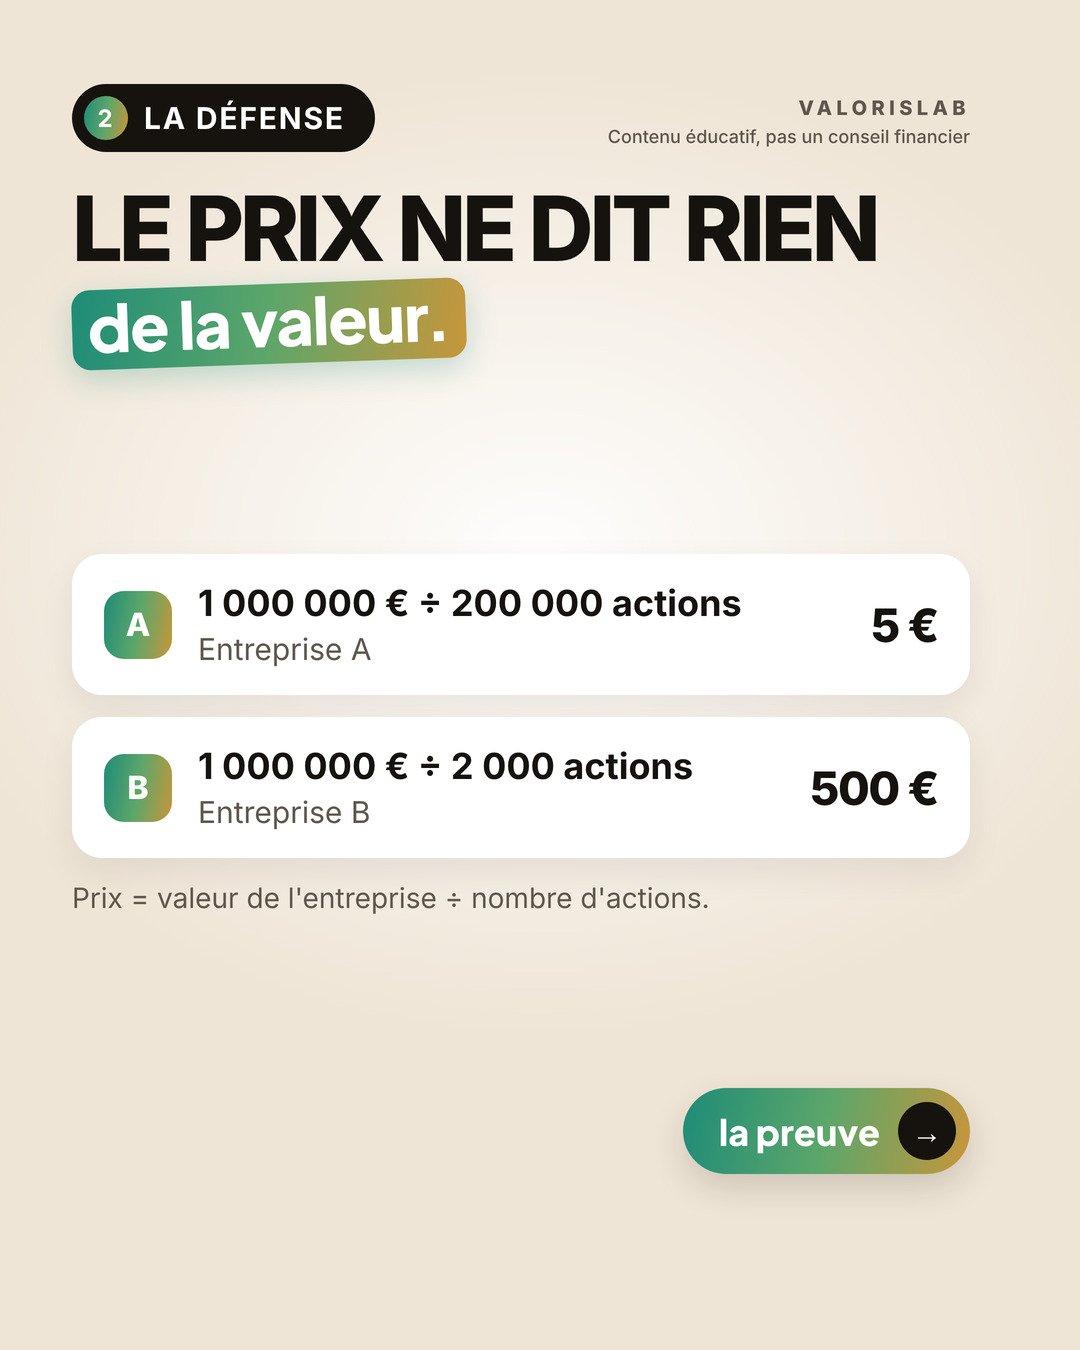 2 LA DÉFENSE
VALORISLAB
Contenu éducatif, pas un conseil financier
LE PRIX NE DIT RIEN
de la valeur.
A
1 000 000 € ÷ 200 000 actions
Entreprise A
5 €
B
1 000 000 € ÷ 2 000 actions
Entreprise B
500 €
Prix = valeur de l'entreprise ÷ nombre d'actions.
la preuve →